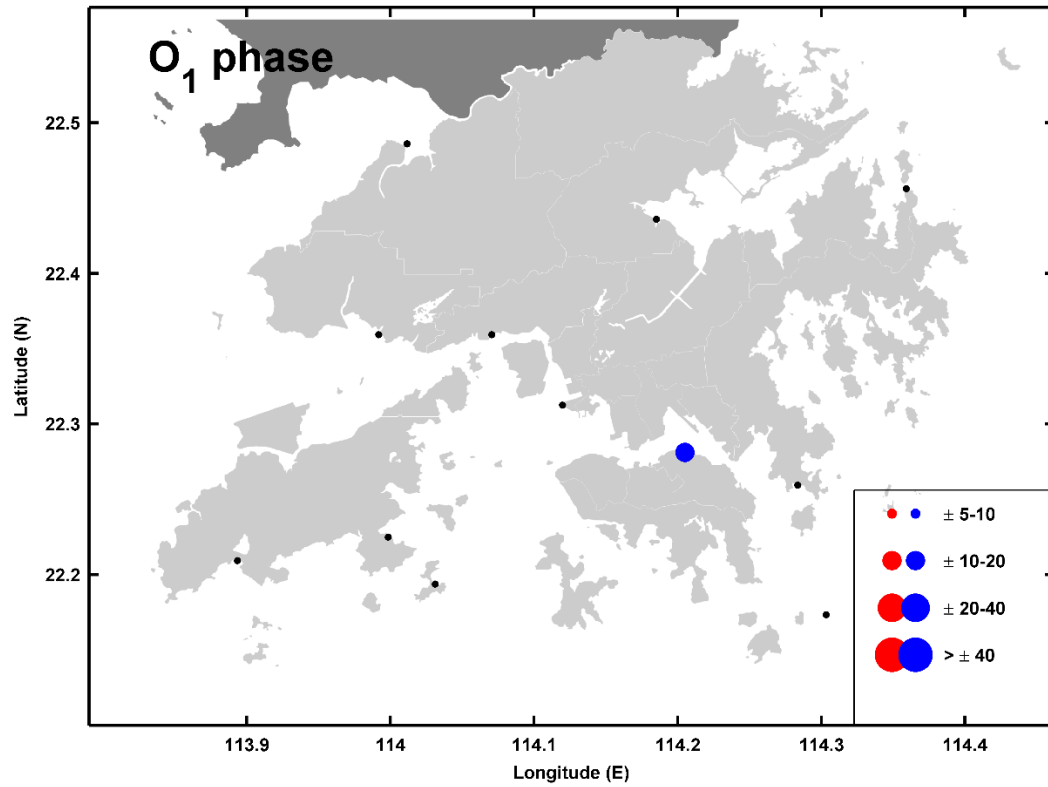 O1 phase
22.5
22.4
22.3
22.2
Latitude (N)
± 5-10
± 10-20
± 20-40
> ± 40
113.9 114 114.1 114.2 114.3 114.4
Longitude (E)